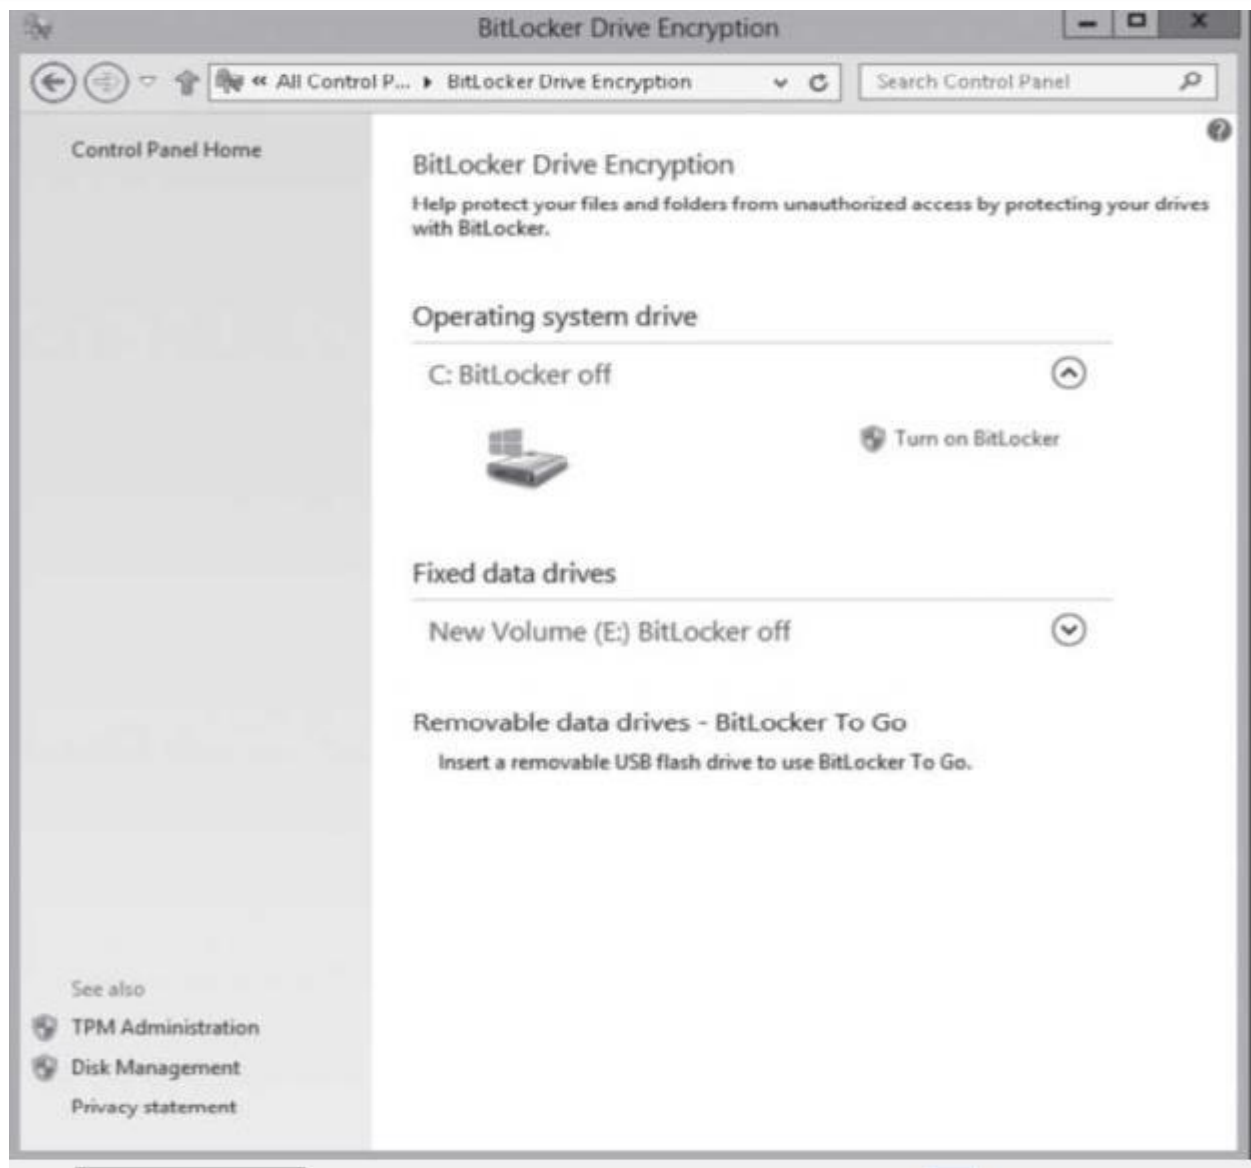 BitLocker Drive Encryption
« All Control P... ▸ BitLocker Drive Encryption
Search Control Panel
Control Panel Home
BitLocker Drive Encryption
Help protect your files and folders from unauthorized access by protecting your drives
with BitLocker.
Operating system drive
C: BitLocker off
Turn on BitLocker
Fixed data drives
New Volume (E:) BitLocker off
Removable data drives - BitLocker To Go
Insert a removable USB flash drive to use BitLocker To Go.
See also
TPM Administration
Disk Management
Privacy statement